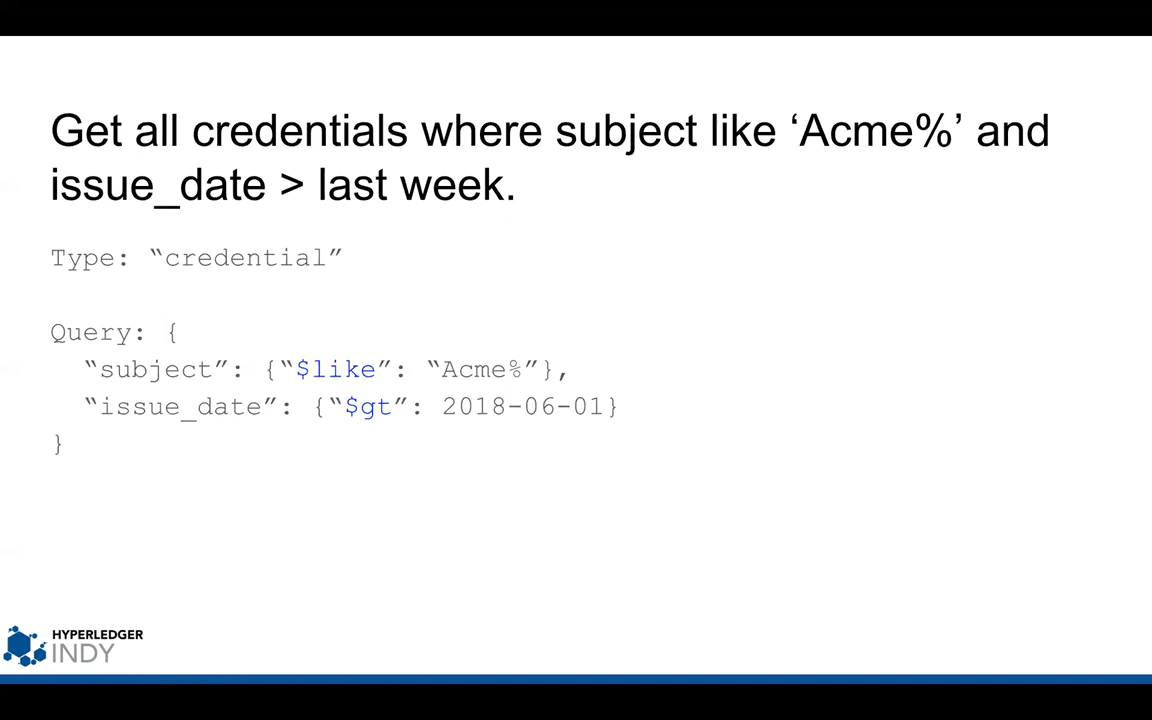 Get all credentials where subject like ‘Acme%’ and
issue_date > last week.
Type: “credential”
Query: {
“subject”: {“$like”: “Acme%”},
“issue_date”: {“$gt”: 2018-06-01}
}
HYPERLEDGER
INDY